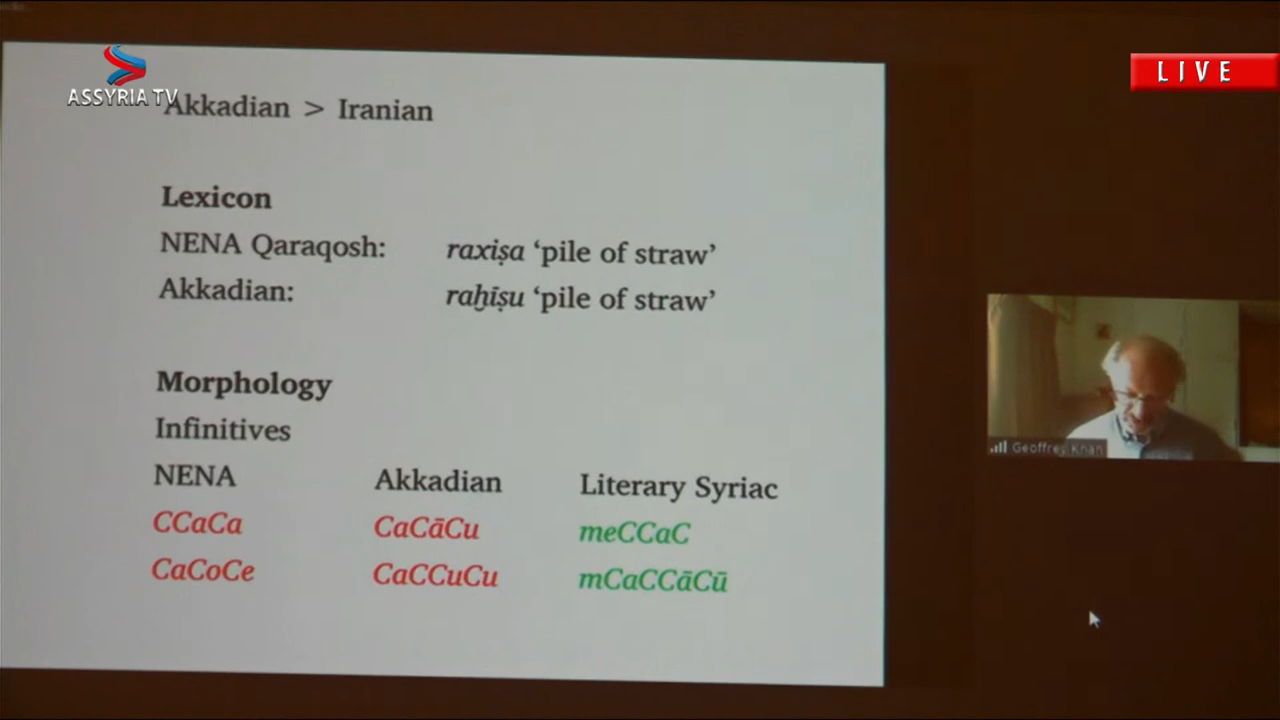 ASSYRIA TV
LIVE
Akkadian > Iranian
Lexicon
NENA Qaraqosh: raxiṣa ‘pile of straw’
Akkadian: raḫīṣu ‘pile of straw’
Morphology
Infinitives
NENA Akkadian Literary Syriac
CCaCa CaCāCu meCCaC
CaCoCe CaCCuCu mCaCCāCū
Geoffrey Khan